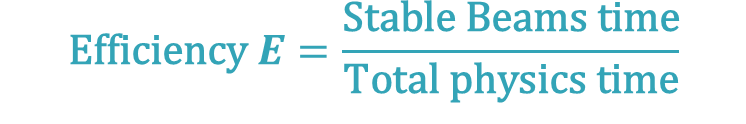 Efficiency E = Stable Beams time
Total physics time